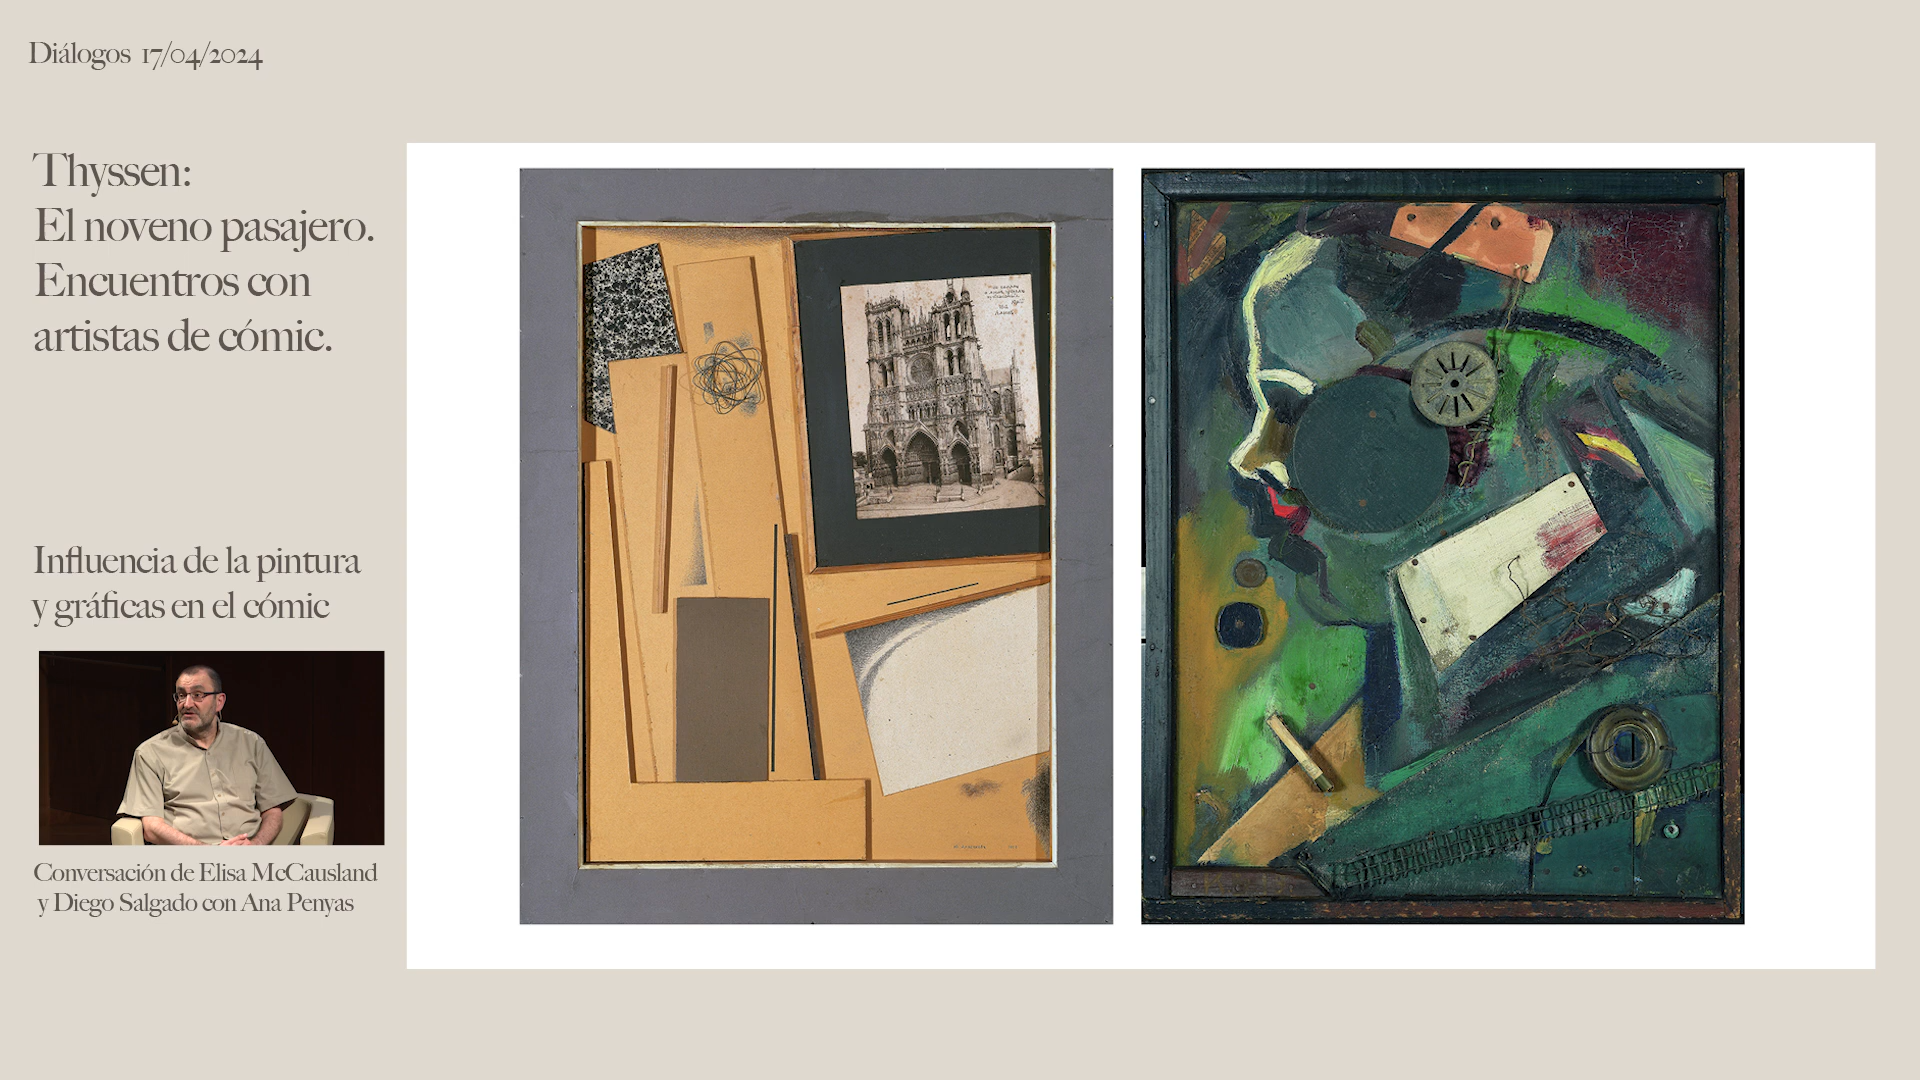 Diálogos 17/04/2024
Thyssen:
El noveno pasajero.
Encuentros con
artistas de cómic.
Influencia de la pintura
y gráficas en el cómic
Conversación de Elisa McCausland
y Diego Salgado con Ana Penyas